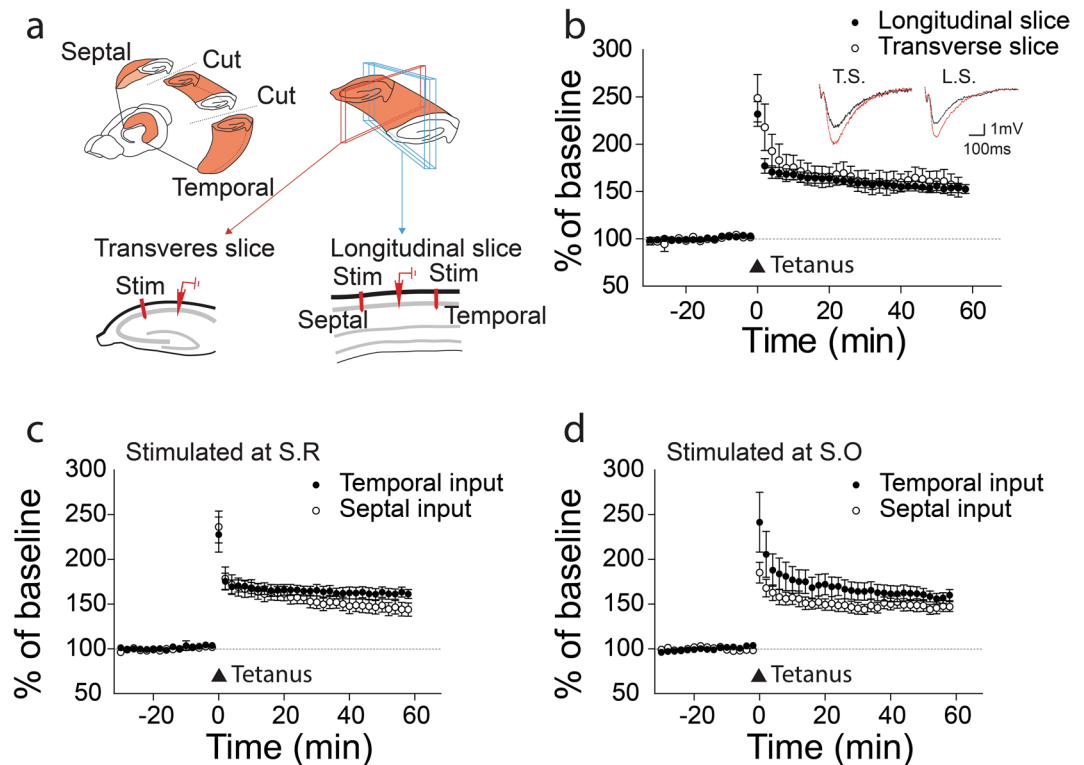 a
Septal
Cut
Cut
Temporal
Transveres slice
Stim
Longitudinal slice
Stim
Stim
Septal
Temporal
b
Longitudinal slice
Transverse slice
T.S.
L.S.
1mV
100ms
% of baseline
300
250
200
150
100
50
Tetanus
-20
0
20
40
60
Time (min)
c
Stimulated at S.R
Temporal input
Septal input
% of baseline
300
250
200
150
100
50
Tetanus
-20
0
20
40
60
Time (min)
d
Stimulated at S.O
Temporal input
Septal input
% of baseline
300
250
200
150
100
50
Tetanus
-20
0
20
40
60
Time (min)